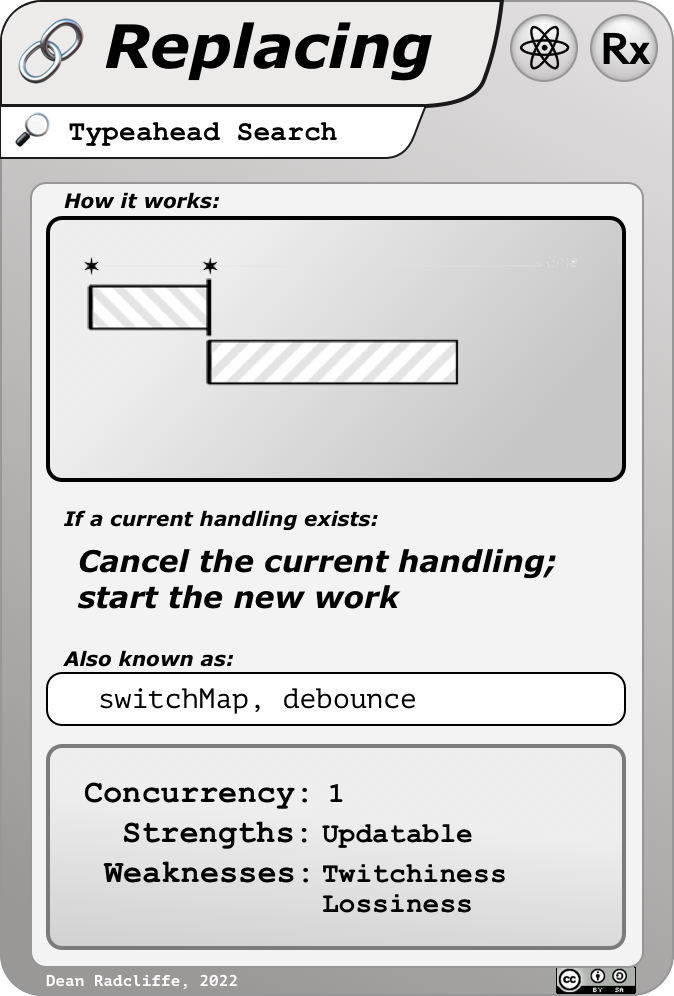 Replacing
Rx
Typeahead Search
How it works:
If a current handling exists:
Cancel the current handling;
start the new work
Also known as:
switchMap, debounce
Concurrency: 1
Strengths: Updatable
Weaknesses: Twitchiness
Lossiness
Dean Radcliffe, 2022
cc
BY SA